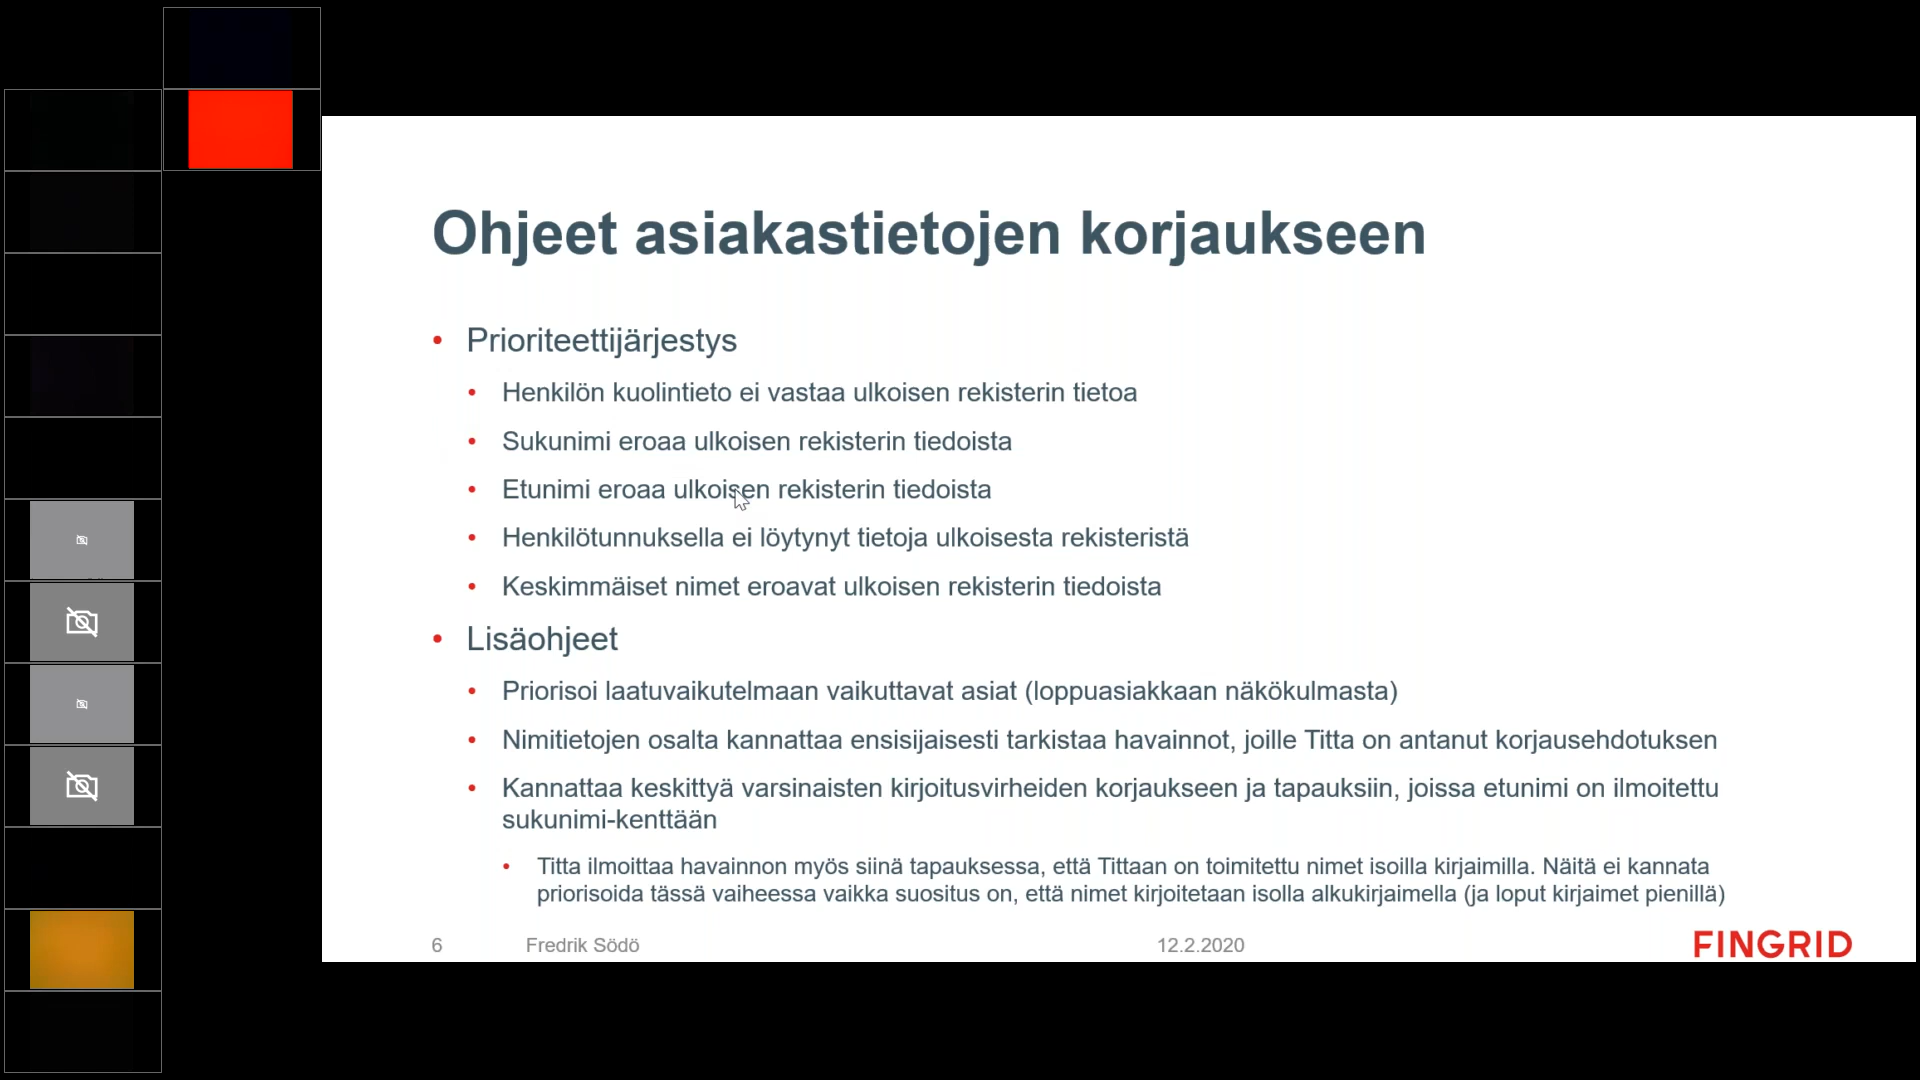 Ohjeet asiakastietojen korjaukseen
• Prioriteettijärjestys
• Henkilön kuolintieto ei vastaa ulkoisen rekisterin tietoa
• Sukunimi eroaa ulkoisen rekisterin tiedoista
• Etunimi eroaa ulkoisen rekisterin tiedoista
• Henkilötunnuksella ei löytynyt tietoja ulkoisesta rekisteristä
• Keskimmäiset nimet eroavat ulkoisen rekisterin tiedoista
• Lisäohjeet
• Priorisoi laatuvaikutelmaan vaikuttavat asiat (loppuasiakkaan näkökulmasta)
• Nimitietojen osalta kannattaa ensisijaisesti tarkistaa havainnot, joille Titta on antanut korjausehdotuksen
• Kannattaa keskittyä varsinaisten kirjoitusvirheiden korjaukseen ja tapauksiin, joissa etunimi on ilmoitettu
sukunimi-kenttään
• Titta ilmoittaa havainnon myös siinä tapauksessa, että Tittaan on toimitettu nimet isoilla kirjaimilla. Näitä ei kannata
priorisoida tässä vaiheessa vaikka suositus on, että nimet kirjoitetaan isolla alkukirjaimella (ja loput kirjaimet pienillä)
6 Fredrik Södö 12.2.2020 FINGRID